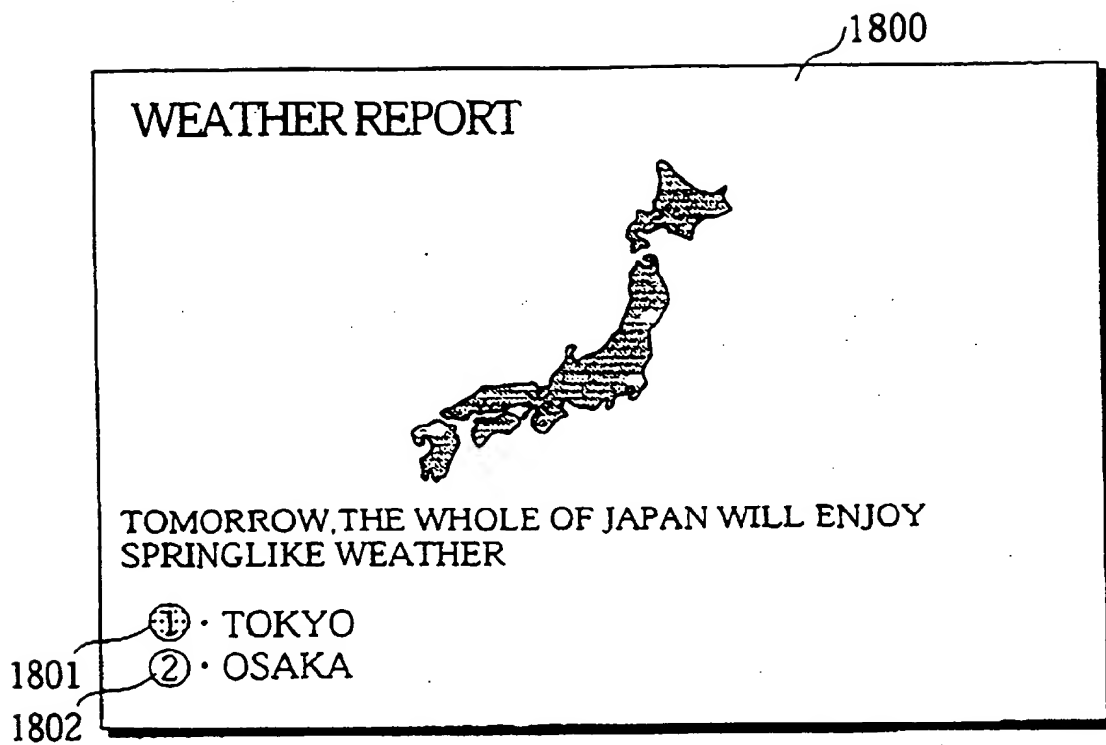 1800
WEATHER REPORT
TOMORROW,THE WHOLE OF JAPAN WILL ENJOY
SPRINGLIKE WEATHER
1 · TOKYO
1801
2 · OSAKA
1802